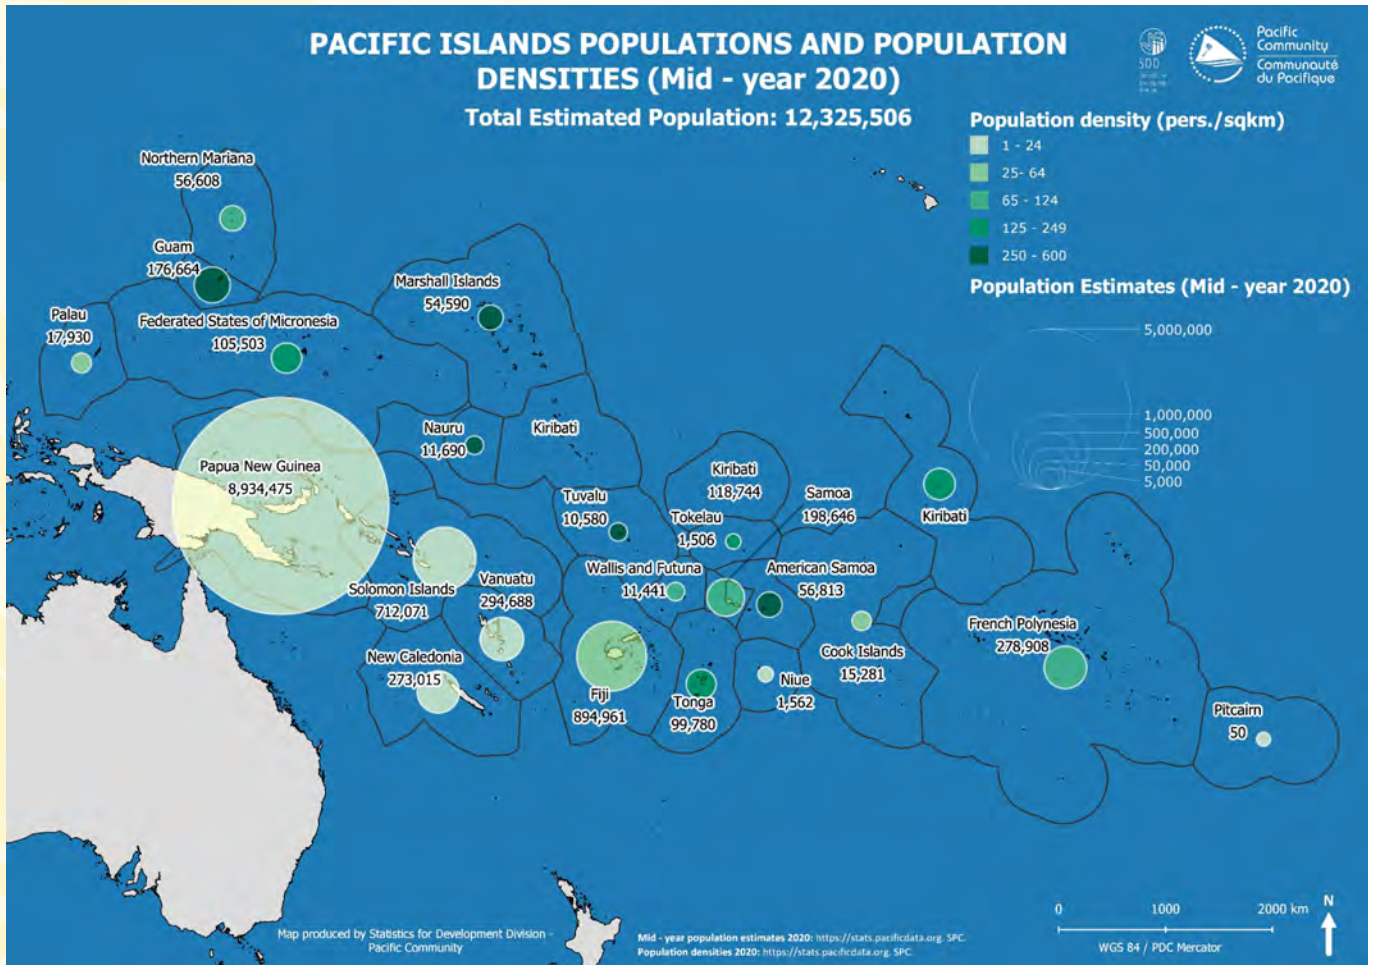 PACIFIC ISLANDS POPULATIONS AND POPULATION
DENSITIES (Mid - year 2020)
Total Estimated Population: 12,325,506
SDD
Pacific
Community
Communauté
du Pacifique
Population density (pers./sqkm)
1 - 24
25- 64
65 - 124
125 - 249
250 - 600
Population Estimates (Mid - year 2020)
5,000,000
1,000,000
500,000
200,000
50,000
5,000
Northern Mariana
56,608
Guam
176,664
Marshall Islands
54,590
Palau
17,930
Federated States of Micronesia
105,503
Nauru
11,690
Kiribati
Papua New Guinea
8,934,475
Kiribati
118,744
Samoa
198,646
Kiribati
Tuvalu
10,580
Tokelau
1,506
Wallis and Futuna
11,441
American Samoa
56,813
Solomon Islands
712,071
Vanuatu
294,688
French Polynesia
278,908
New Caledonia
273,015
Cook Islands
15,281
Fiji
894,961
Tonga
99,780
Niue
1,562
Pitcairn
50
0 1000 2000 km
N
WGS 84 / PDC Mercator
Map produced by Statistics for Development Division -
Pacific Community
Mid - year population estimates 2020: https://stats.pacificdata.org. SPC.
Population densities 2020: https://stats.pacificdata.org. SPC.